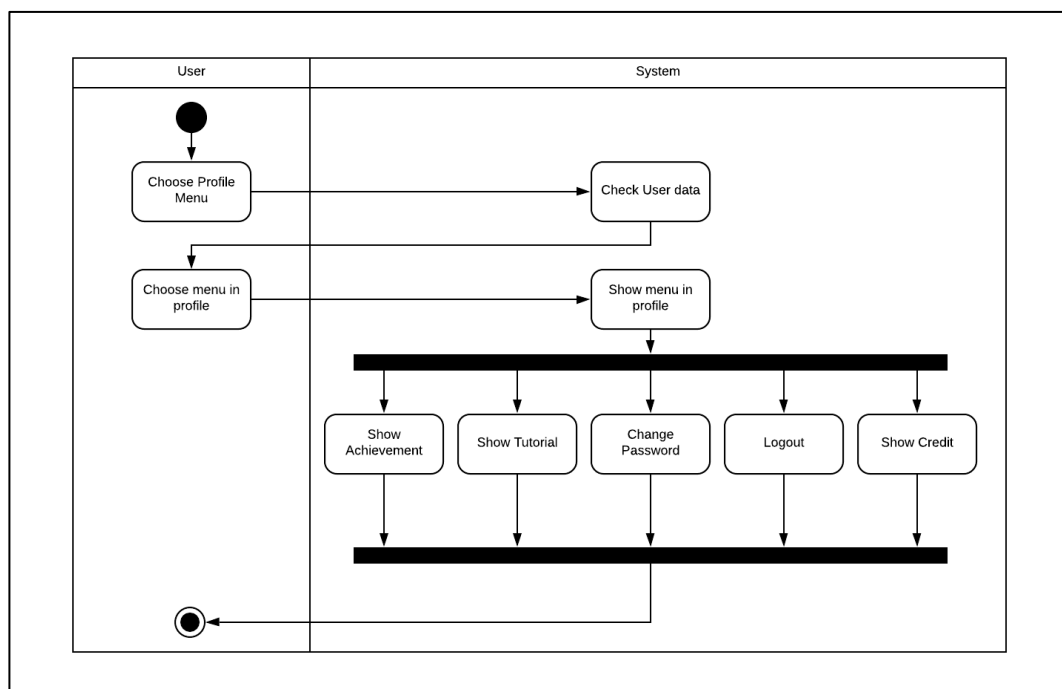 User
System
Choose Profile
Menu
Check User data
Choose menu in
profile
Show menu in
profile
Show
Achievement
Show Tutorial
Change
Password
Logout
Show Credit